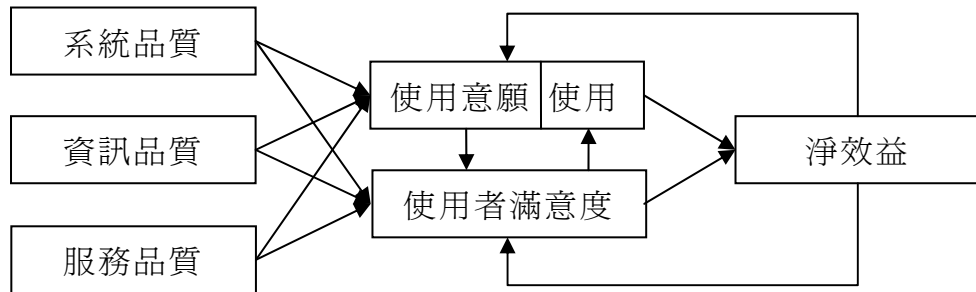 系統品質
使用意願
使用
資訊品質
淨效益
使用者滿意度
服務品質